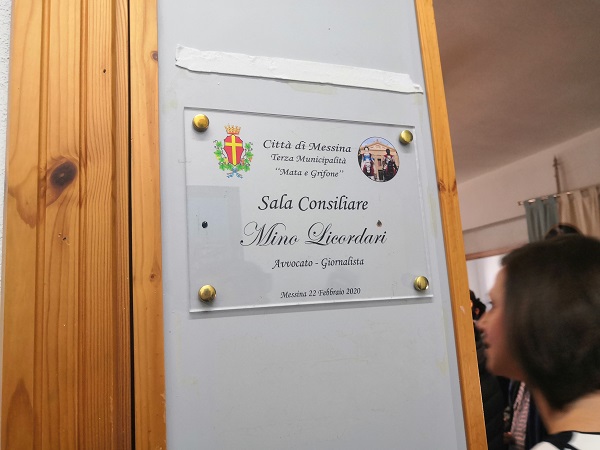 Città di Messina
Terza Municipalità
"Mata e Grifone"
Sala Consiliare
Mino Licordari
Avvocato - Giornalista
Messina 22 Febbraio 2020